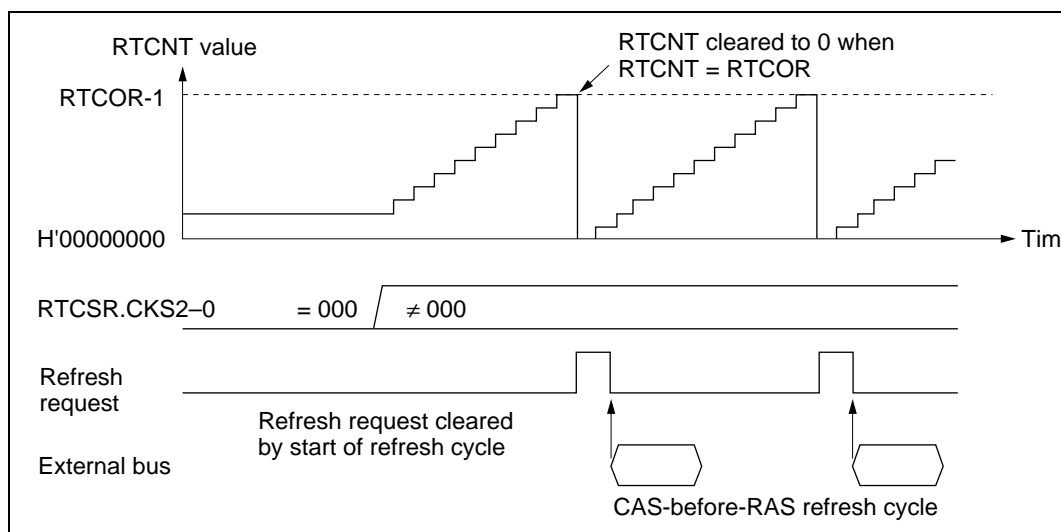 RTCNT value
RTCNT cleared to 0 when
RTCNT = RTCOR
RTCOR-1
H'00000000
Tim
RTCSR.CKS2–0
= 000
≠ 000
Refresh
request
Refresh request cleared
by start of refresh cycle
External bus
CAS-before-RAS refresh cycle